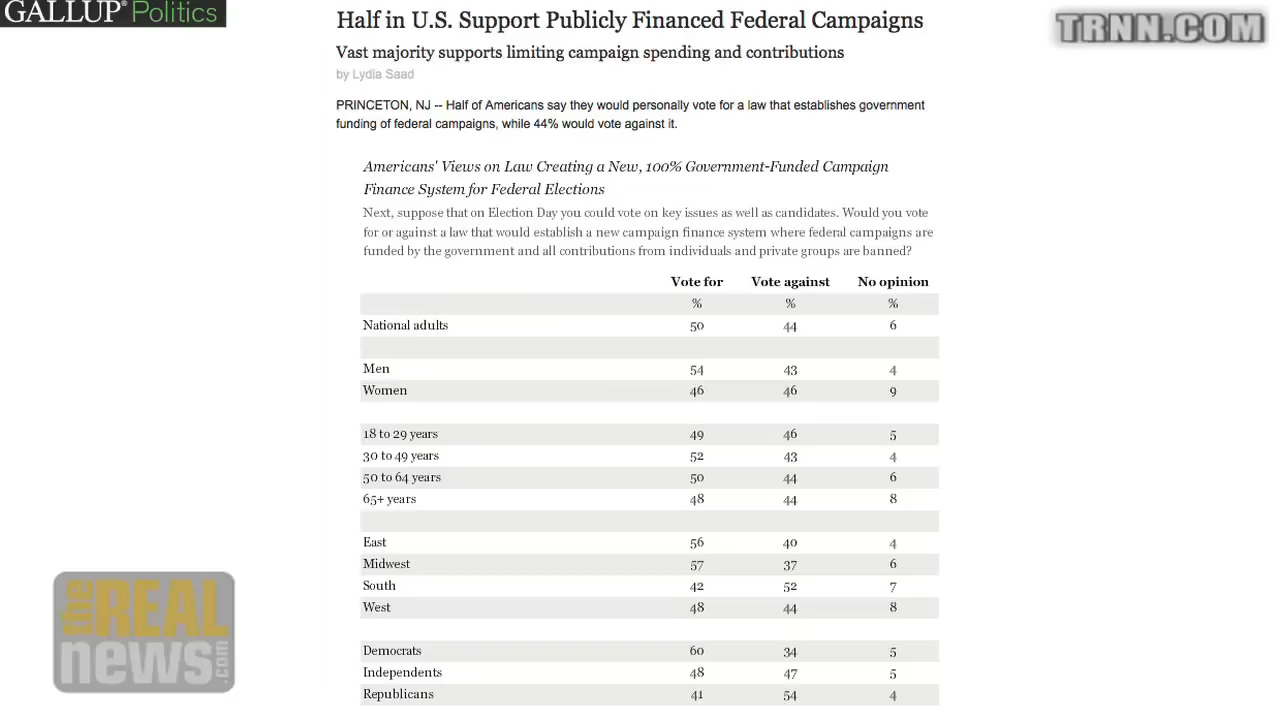 GALLUP® Politics
TRNN.COM
Half in U.S. Support Publicly Financed Federal Campaigns
Vast majority supports limiting campaign spending and contributions
by Lydia Saad
PRINCETON, NJ -- Half of Americans say they would personally vote for a law that establishes government
funding of federal campaigns, while 44% would vote against it.
Americans' Views on Law Creating a New, 100% Government-Funded Campaign
Finance System for Federal Elections
Next, suppose that on Election Day you could vote on key issues as well as candidates. Would you vote
for or against a law that would establish a new campaign finance system where federal campaigns are
funded by the government and all contributions from individuals and private groups are banned?
Vote for Vote against No opinion
% % %
National adults 50 44 6
Men 54 43 4
Women 46 46 9
18 to 29 years 49 46 5
30 to 49 years 52 43 4
50 to 64 years 50 44 6
65+ years 48 44 8
East 56 40 4
Midwest 57 37 6
South 42 52 7
West 48 44 8
Democrats 60 34 5
Independents 48 47 5
Republicans 41 54 4
the REAL
news.com